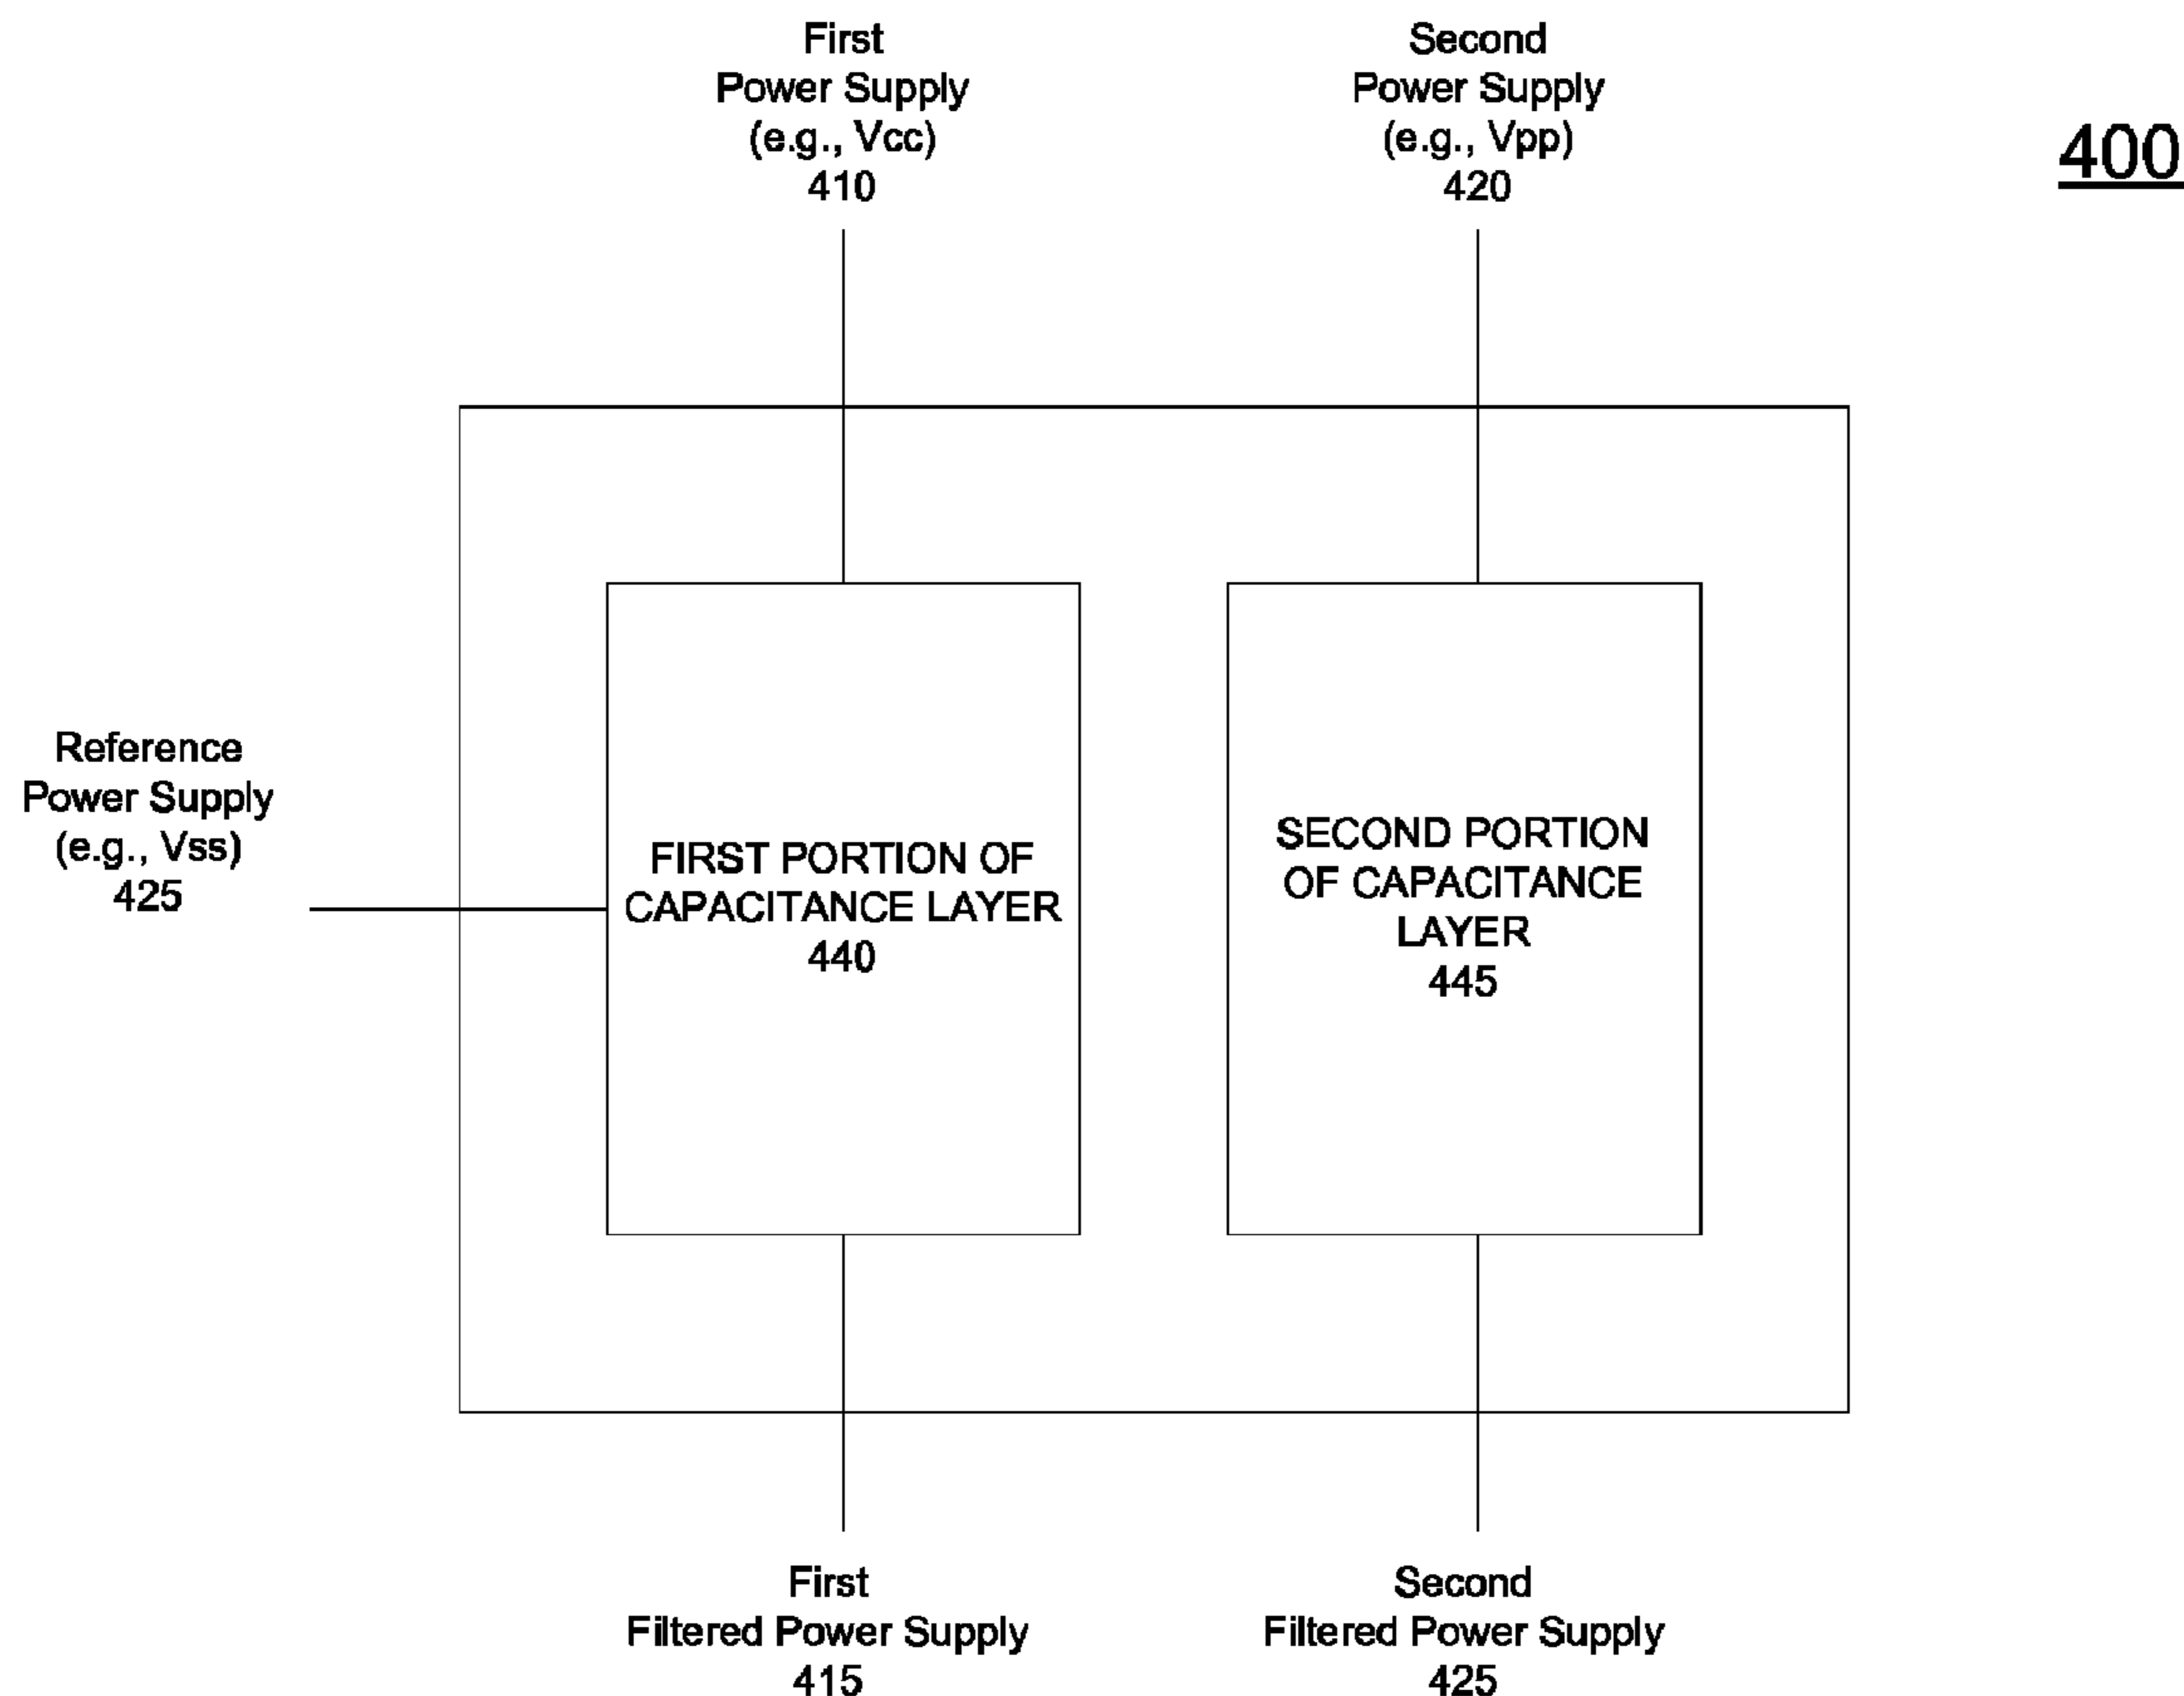 First
Power Supply
(e.g., Vcc)
410
Second
Power Supply
(e.g., Vpp)
420
400
Reference
Power Supply
(e.g., Vss)
425
FIRST PORTION OF
CAPACITANCE LAYER
440
SECOND PORTION
OF CAPACITANCE
LAYER
445
First
Filtered Power Supply
415
Second
Filtered Power Supply
425